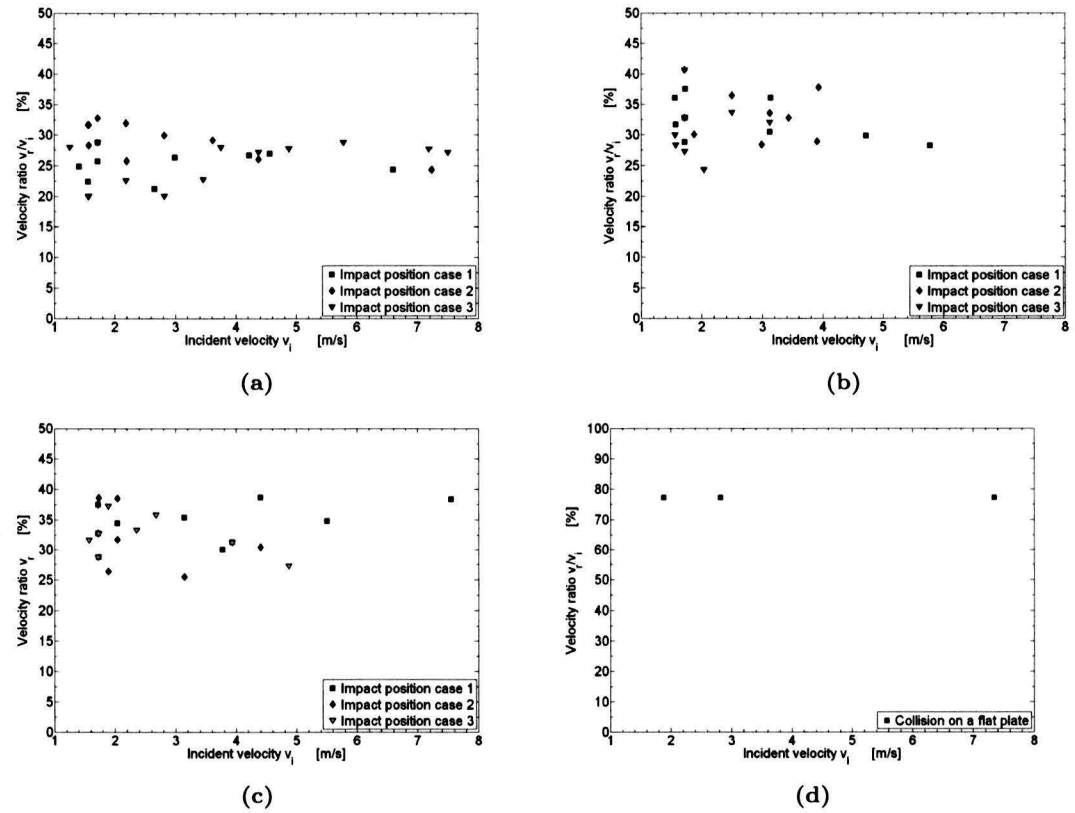 50
45
40
35
30
25
20
15
10
5
0
Velocity ratio v_r/v_i [%]
Impact position case 1
Impact position case 2
Impact position case 3
1 2 3 4 5 6 7 8
Incident velocity v_i [m/s]
(a)
50
45
40
35
30
25
20
15
10
5
0
Velocity ratio v_r/v_i [%]
Impact position case 1
Impact position case 2
Impact position case 3
1 2 3 4 5 6 7 8
Incident velocity v_i [m/s]
(b)
50
45
40
35
30
25
20
15
10
5
0
Velocity ratio v_r [%]
Impact position case 1
Impact position case 2
Impact position case 3
1 2 3 4 5 6 7 8
Incident velocity v_i [m/s]
(c)
100
90
80
70
60
50
40
30
20
10
0
Velocity ratio v_r/v_i [%]
Collision on a flat plate
1 2 3 4 5 6 7 8
Incident velocity v_i [m/s]
(d)